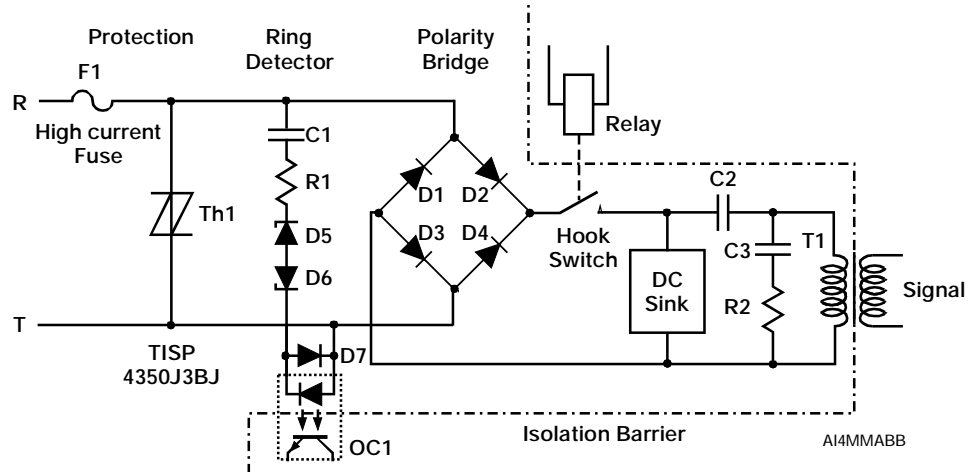 Protection
Ring
Detector
Polarity
Bridge
F1
R
High current
Fuse
C1
R1
Relay
Th1
D1
D2
D3
D4
D5
D6
Hook
Switch
C2
C3
T1
DC
Sink
R2
Signal
T
TISP
4350J3BJ
D7
OC1
Isolation Barrier
AI4MMABB